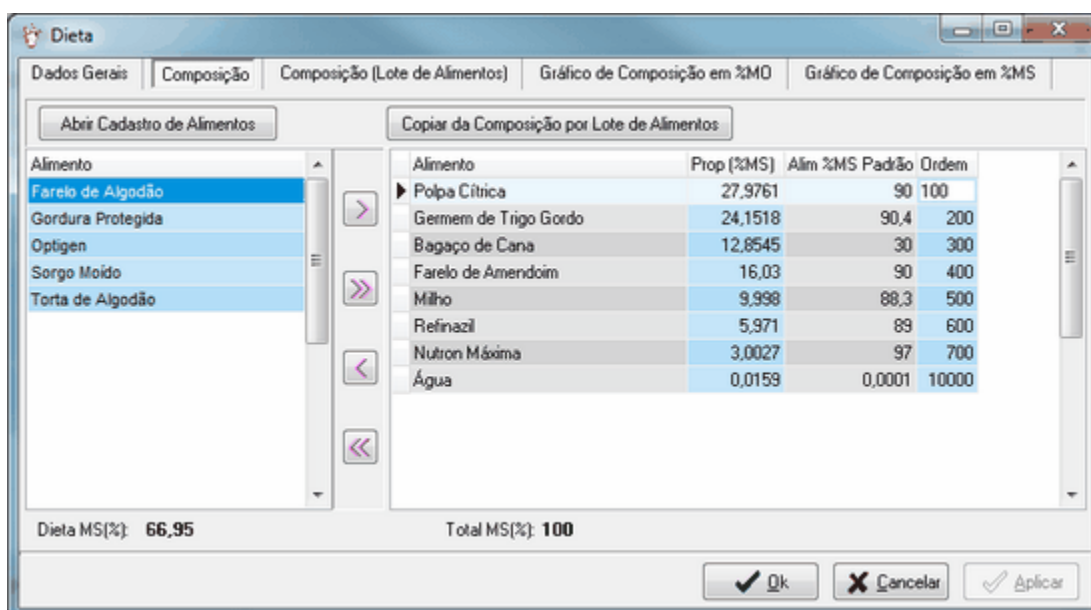 Dieta
Dados Gerais Composição Composição (Lote de Alimentos) Gráfico de Composição em %MO Gráfico de Composição em %MS
Abrir Cadastro de Alimentos Copiar da Composição por Lote de Alimentos
Alimento Alimento Prop (%MS) Alim %MS Padrão Ordem
Farelo de Algodão Polpa Cítrica 27,9761 90 100
Gordura Protegida Germem de Trigo Gordo 24,1518 90,4 200
Optigen Bagaço de Cana 12,8545 30 300
Sorgo Moído Farelo de Amendoim 16,03 90 400
Torta de Algodão Milho 9,998 88,3 500
Refinazil 5,971 89 600
Nutron Máxima 3,0027 97 700
Água 0,0159 0,0001 10000
Dieta MS(%): 66,95 Total MS(%): 100
Ok Cancelar Aplicar